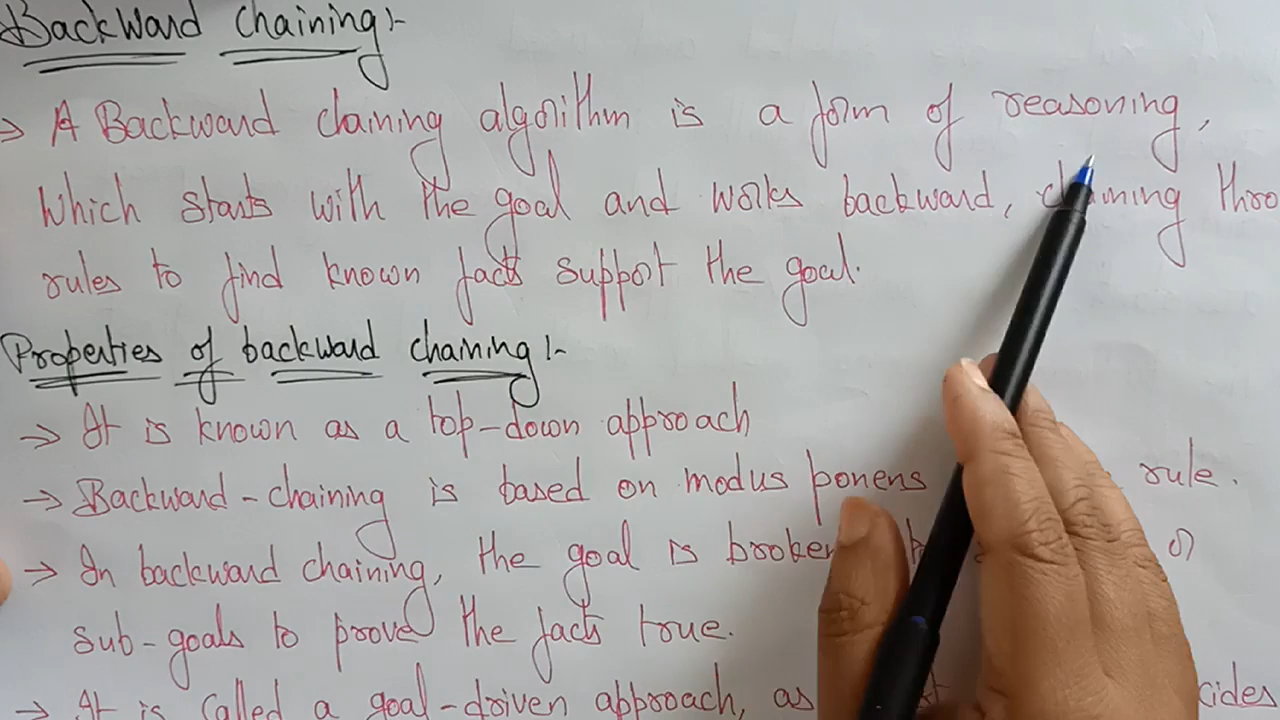 Backward chaining:-
→ A Backward chaining algorithm is a form of reasoning,
Which starts with the goal and works backward, chaining thro
rules to find known facts support the goal.
Properties of backward chaining:-
→ It is known as a top-down approach
→ Backward-chaining is based on modus ponens rule.
→ In backward chaining, the goal is broken
sub-goals to prove the facts true.
→ It is called a goal-driven approach, as cides